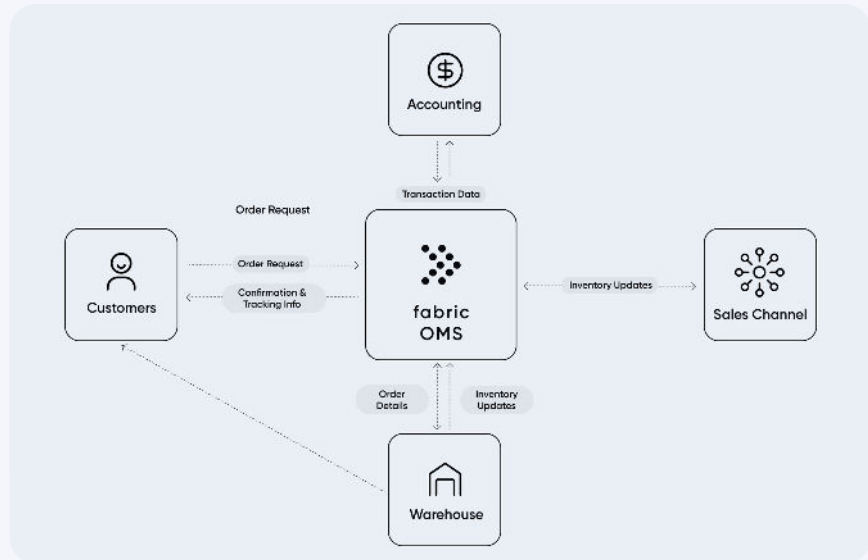 Accounting
Transaction Data
Order Request
Order Request
Confirmation &
Tracking Info
Customers
fabric
OMS
Inventory Updates
Sales Channel
Order
Details
Inventory
Updates
Warehouse